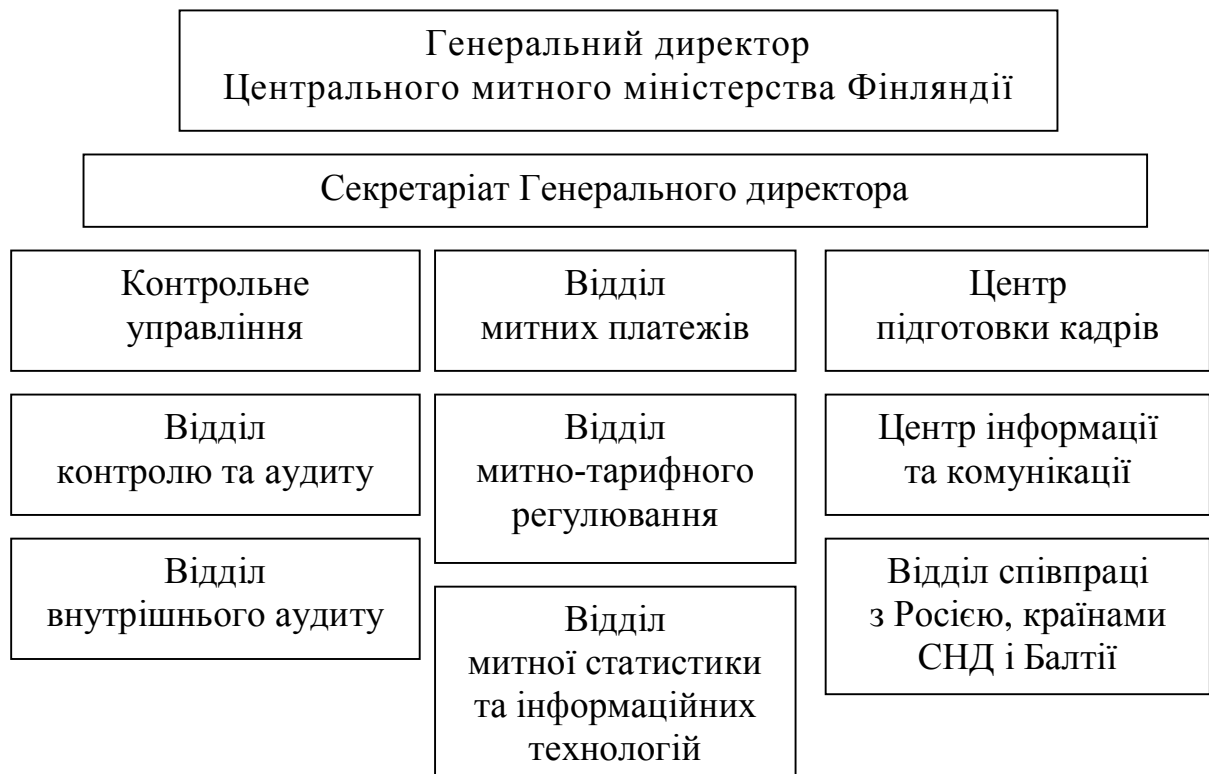 Генеральний директор
Центрального митного міністерства Фінляндії
Секретаріат Генерального директора
Контрольне
управління
Відділ
митних платежів
Центр
підготовки кадрів
Відділ
контролю та аудиту
Відділ
митно-тарифного
регулювання
Центр інформації
та комунікації
Відділ
внутрішнього аудиту
Відділ
митної статистики
та інформаційних
технологій
Відділ співпраці
з Росією, країнами
СНД і Балтії